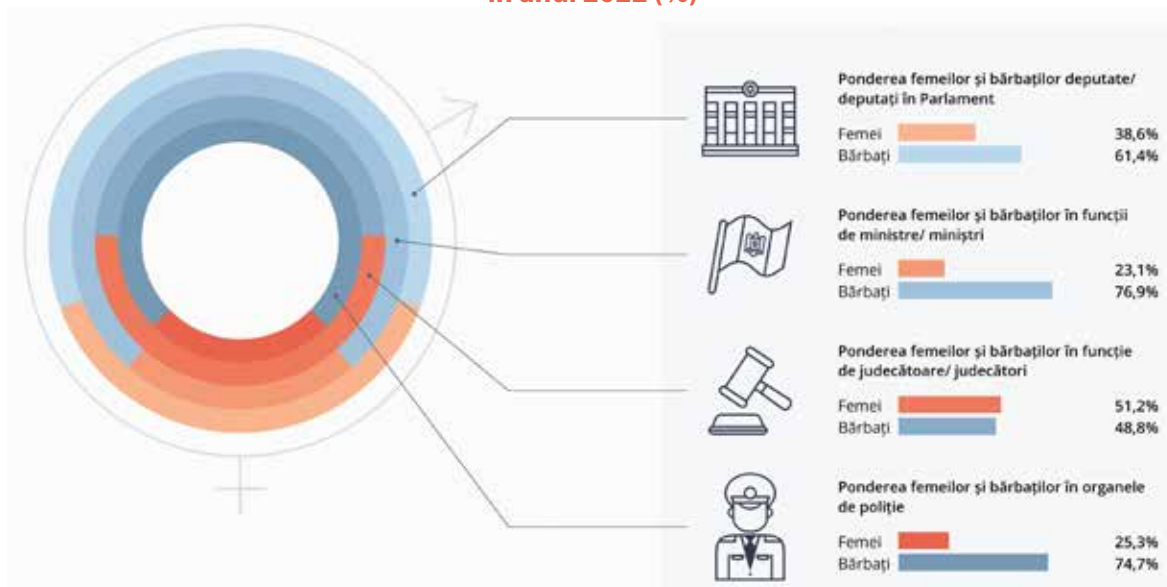 în anul 2022 (%)
Ponderea femeilor și bărbaților deputate/
deputați în Parlament
Femei 38,6%
Bărbați 61,4%
Ponderea femeilor și bărbaților în funcții
de ministre/ miniștri
Femei 23,1%
Bărbați 76,9%
Ponderea femeilor și bărbaților în funcție
de judecătoare/ judecători
Femei 51,2%
Bărbați 48,8%
Ponderea femeilor și bărbaților în organele
de poliție
Femei 25,3%
Bărbați 74,7%